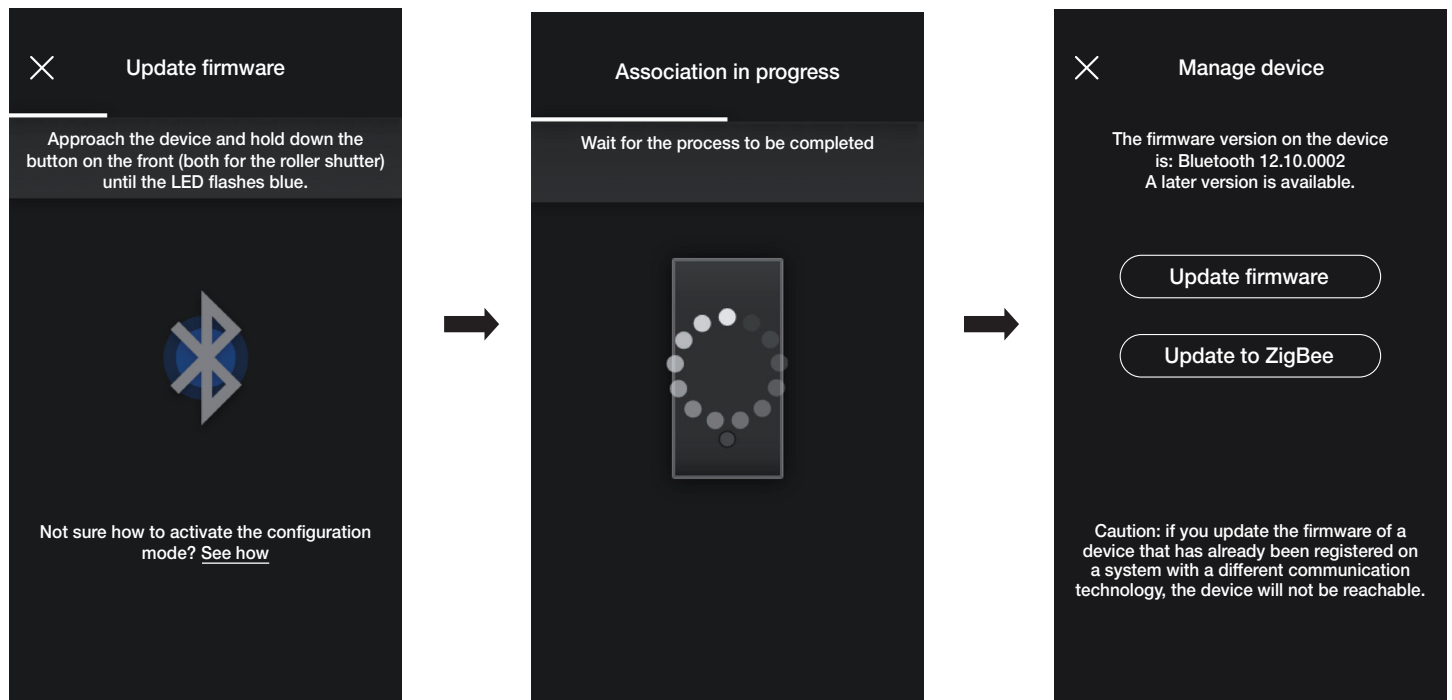 Update firmware
Approach the device and hold down the
button on the front (both for the roller shutter)
until the LED flashes blue.
Not sure how to activate the configuration
mode? See how
Association in progress
Wait for the process to be completed
Manage device
The firmware version on the device
is: Bluetooth 12.10.0002
A later version is available.
Update firmware
Update to ZigBee
Caution: if you update the firmware of a
device that has already been registered on
a system with a different communication
technology, the device will not be reachable.